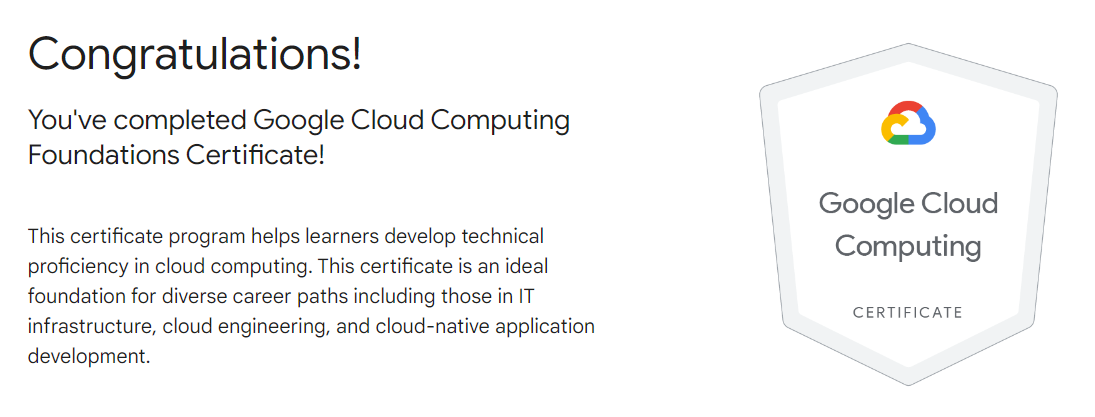 Congratulations!
You've completed Google Cloud Computing
Foundations Certificate!
This certificate program helps learners develop technical
proficiency in cloud computing. This certificate is an ideal
foundation for diverse career paths including those in IT
infrastructure, cloud engineering, and cloud-native application
development.
Google Cloud
Computing
CERTIFICATE